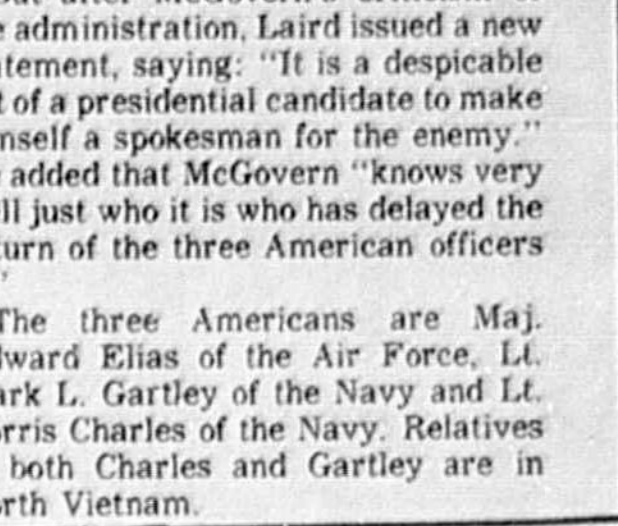 e administration, Laird issued a new
atement, saying: "It is a despicable
t of a presidential candidate to make
nself a spokesman for the enemy."
added that McGovern "knows very
ll just who it is who has delayed the
turn of the three American officers
"
The three Americans are Maj.
dward Elias of the Air Force, Lt.
ark L. Gartley of the Navy and Lt.
rris Charles of the Navy. Relatives
both Charles and Gartley are in
rth Vietnam.